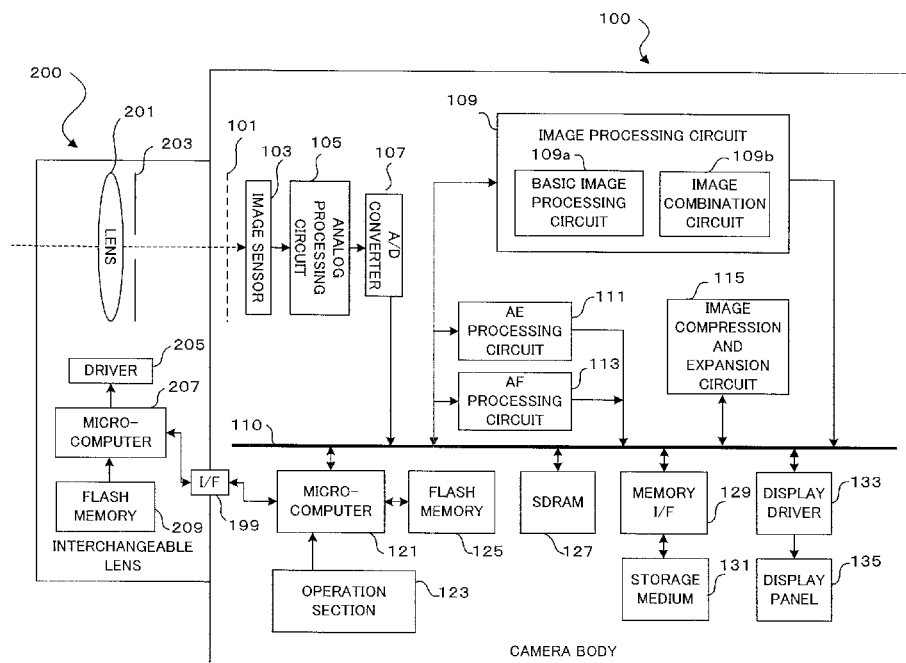 100
200
201
203
101
103
105
107
109
IMAGE PROCESSING CIRCUIT
109a
109b
BASIC IMAGE
PROCESSING
CIRCUIT
IMAGE
COMBINATION
CIRCUIT
LENS
IMAGE SENSOR
ANALOG
PROCESSING
CIRCUIT
A/D
CONVERTER
111
AE
PROCESSING
CIRCUIT
113
AF
PROCESSING
CIRCUIT
115
IMAGE
COMPRESSION
AND
EXPANSION
CIRCUIT
205
DRIVER
207
MICRO-
COMPUTER
FLASH
MEMORY
209
INTERCHANGEABLE
LENS
110
I/F
199
MICRO-
COMPUTER
121
FLASH
MEMORY
125
SDRAM
127
MEMORY
I/F
129
DISPLAY
DRIVER
133
OPERATION
SECTION
123
STORAGE
MEDIUM
131
DISPLAY
PANEL
135
CAMERA BODY